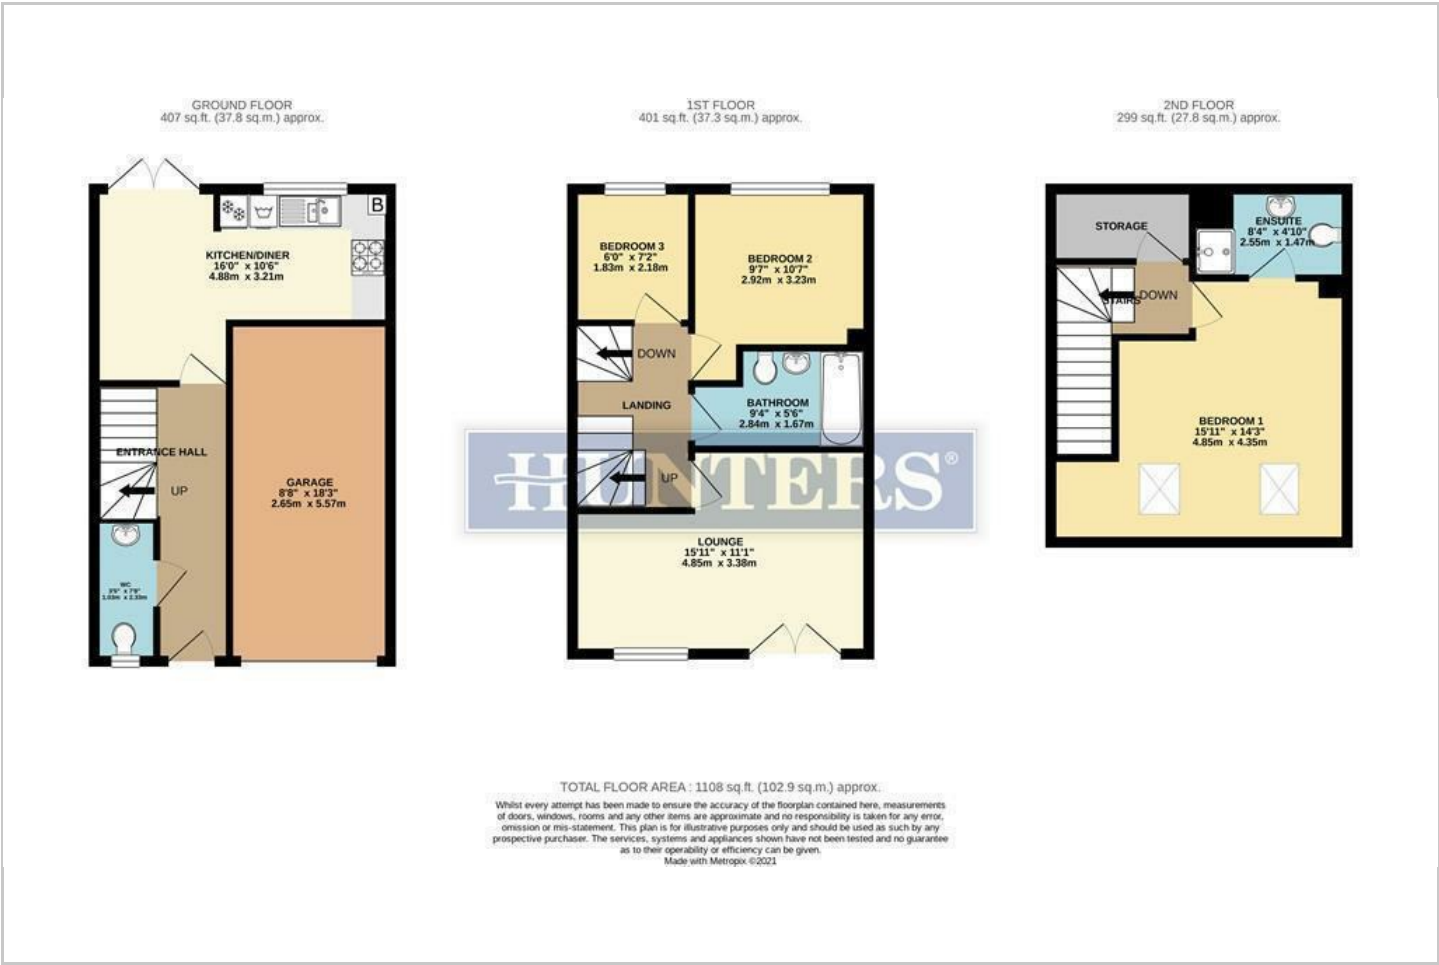 GROUND FLOOR
407 sq.ft. (37.8 sq.m.) approx.
B
KITCHEN/DINER
16'0" x 10'6"
4.88m x 3.21m
ENTRANCE HALL
UP
GARAGE
8'8" x 18'3"
2.65m x 5.57m
WC
1.03m x 2.33m
1ST FLOOR
401 sq.ft. (37.3 sq.m.) approx.
BEDROOM 3
6'0" x 7'2"
1.83m x 2.18m
BEDROOM 2
9'7" x 10'7"
2.92m x 3.23m
DOWN
LANDING
BATHROOM
9'4" x 5'6"
2.84m x 1.67m
HUNTERS®
UP
LOUNGE
15'11" x 11'1"
4.85m x 3.38m
2ND FLOOR
299 sq.ft. (27.8 sq.m.) approx.
STORAGE
ENSUITE
8'4" x 4'10"
2.55m x 1.47m
DOWN
STAIRS
BEDROOM 1
15'11" x 14'3"
4.85m x 4.35m
TOTAL FLOOR AREA : 1108 sq.ft. (102.9 sq.m.) approx.
Whilst every attempt has been made to ensure the accuracy of the floorplan contained here, measurements
of doors, windows, rooms and any other items are approximate and no responsibility is taken for any error,
omission or mis-statement. This plan is for illustrative purposes only and should be used as such by any
prospective purchaser. The services, systems and appliances shown have not been tested and no guarantee
as to their operability or efficiency can be given.
Made with Metropix ©2021